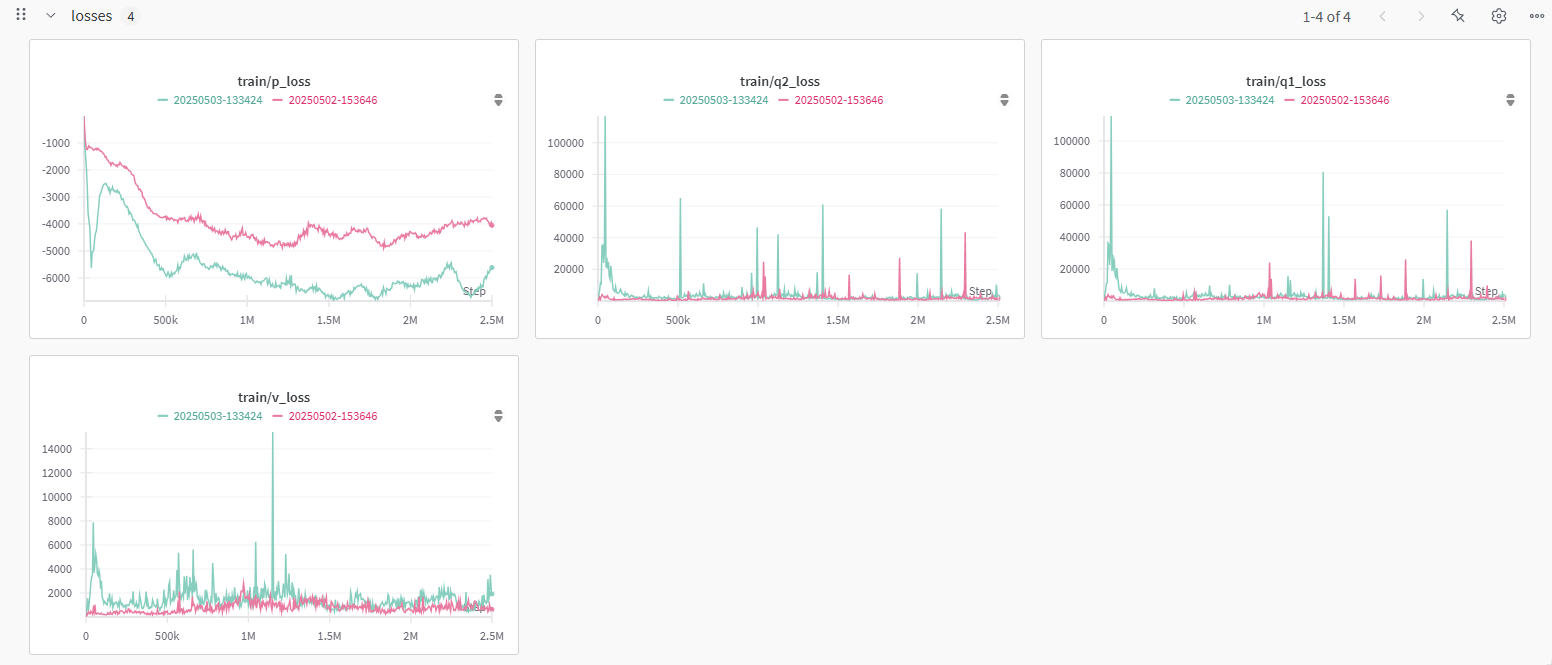 losses 4
1-4 of 4
train/p_loss
20250503-133424 20250502-153646
-1000
-2000
-3000
-4000
-5000
-6000
Step
0 500k 1M 1.5M 2M 2.5M
train/q2_loss
20250503-133424 20250502-153646
100000
80000
60000
40000
20000
Step
0 500k 1M 1.5M 2M 2.5M
train/q1_loss
20250503-133424 20250502-153646
100000
80000
60000
40000
20000
Step
0 500k 1M 1.5M 2M 2.5M
train/v_loss
20250503-133424 20250502-153646
14000
12000
10000
8000
6000
4000
2000
Step
0 500k 1M 1.5M 2M 2.5M